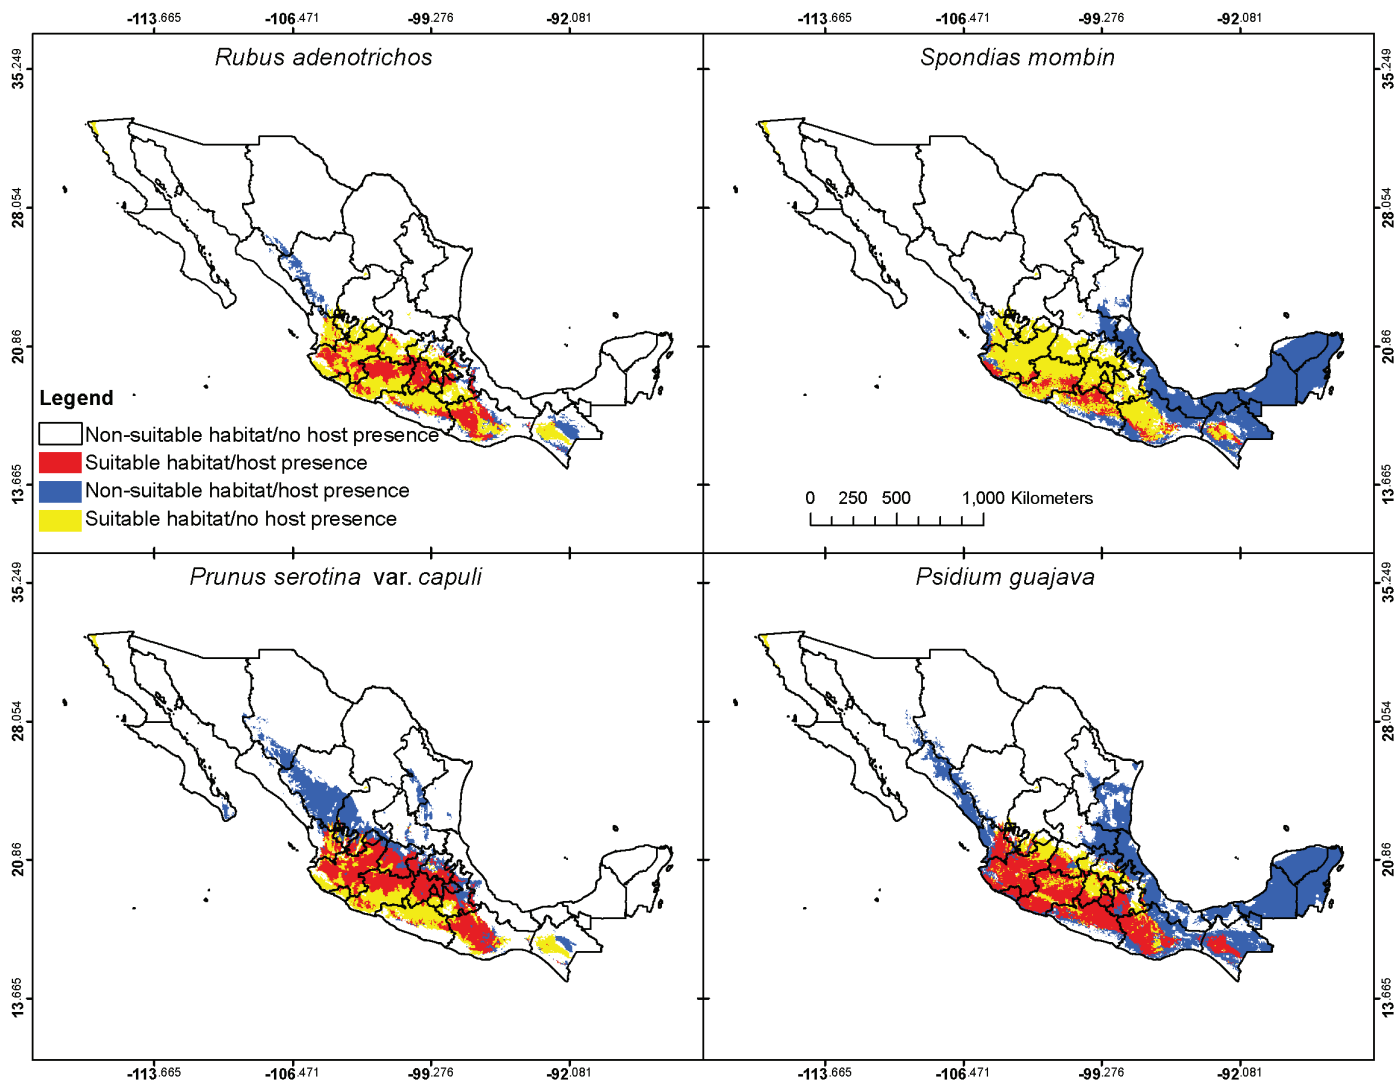 -113.665 -106.471 -99.276 -92.081 -113.665 -106.471 -99.276 -92.081
Rubus adenotrichos
Spondias mombin
35.249
28.054
20.86
13.665
35.249
28.054
20.86
13.665
Legend
Non-suitable habitat/no host presence
Suitable habitat/host presence
Non-suitable habitat/host presence
Suitable habitat/no host presence
0 250 500 1,000 Kilometers
Prunus serotina var. capuli
Psidium guajava
35.249
28.054
20.86
13.665
35.249
28.054
20.86
13.665
-113.665 -106.471 -99.276 -92.081 -113.665 -106.471 -99.276 -92.081